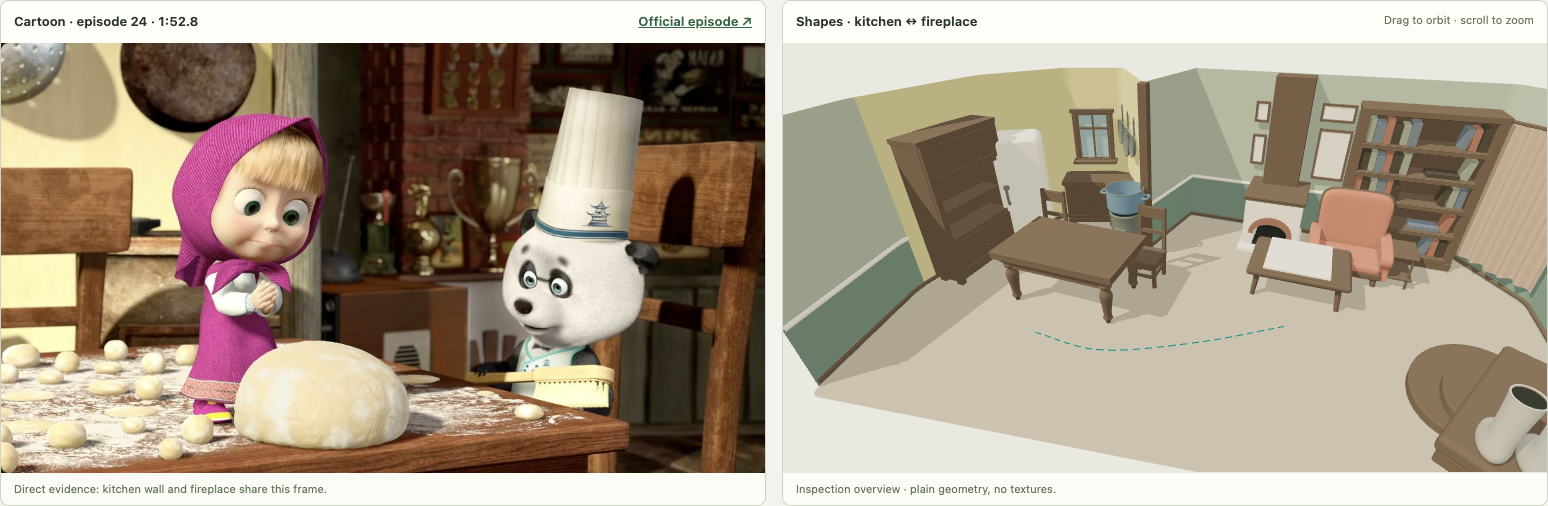 Cartoon · episode 24 · 1:52.8
Official episode ↗
ЦИРК
Direct evidence: kitchen wall and fireplace share this frame.
Shapes · kitchen ↔ fireplace
Drag to orbit · scroll to zoom
Inspection overview · plain geometry, no textures.